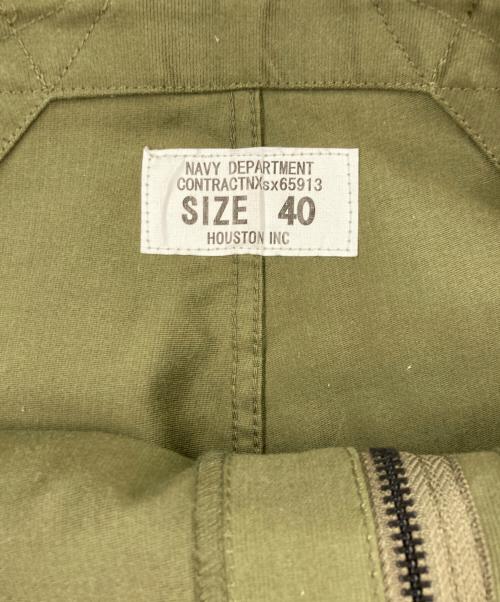 NAVY DEPARTMENT
CONTRACTNXsx65913
SIZE 40
HOUSTON INC